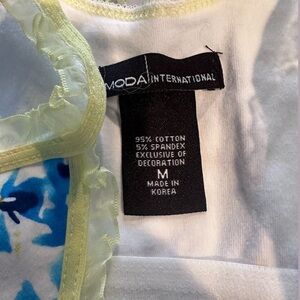 MODA INTERNATIONAL
95% COTTON
5% SPANDEX
EXCLUSIVE OF
DECORATION
M
MADE IN
KOREA